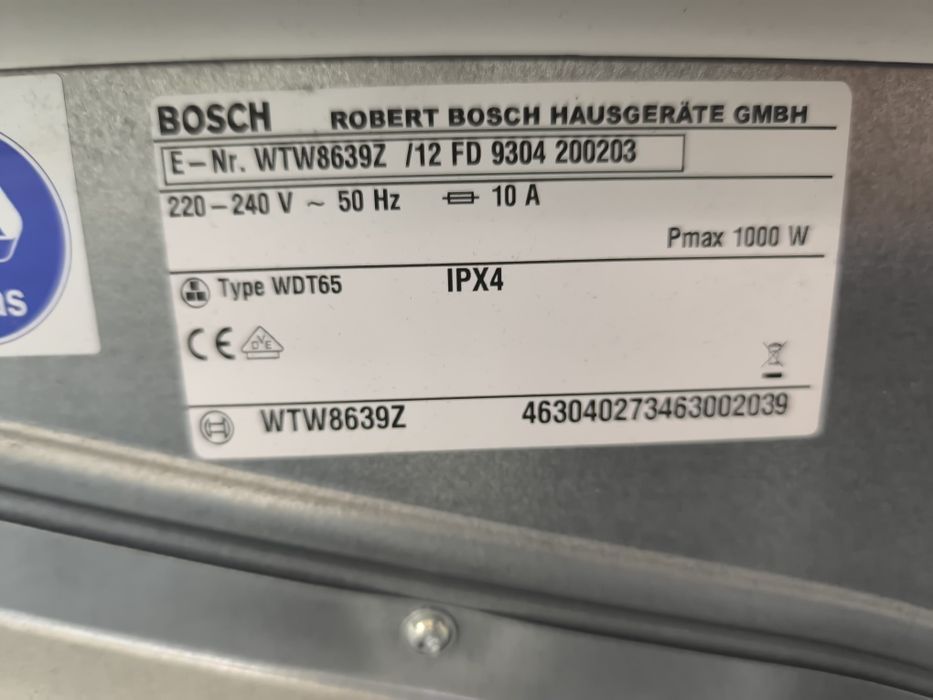 BOSCH ROBERT BOSCH HAUSGERÄTE GMBH
E-Nr. WTW8639Z /12 FD 9304 200203
220-240 V ~ 50 Hz 10 A
Pmax 1000 W
Type WDT65 IPX4
CE DVE
WTW8639Z 463040273463002039